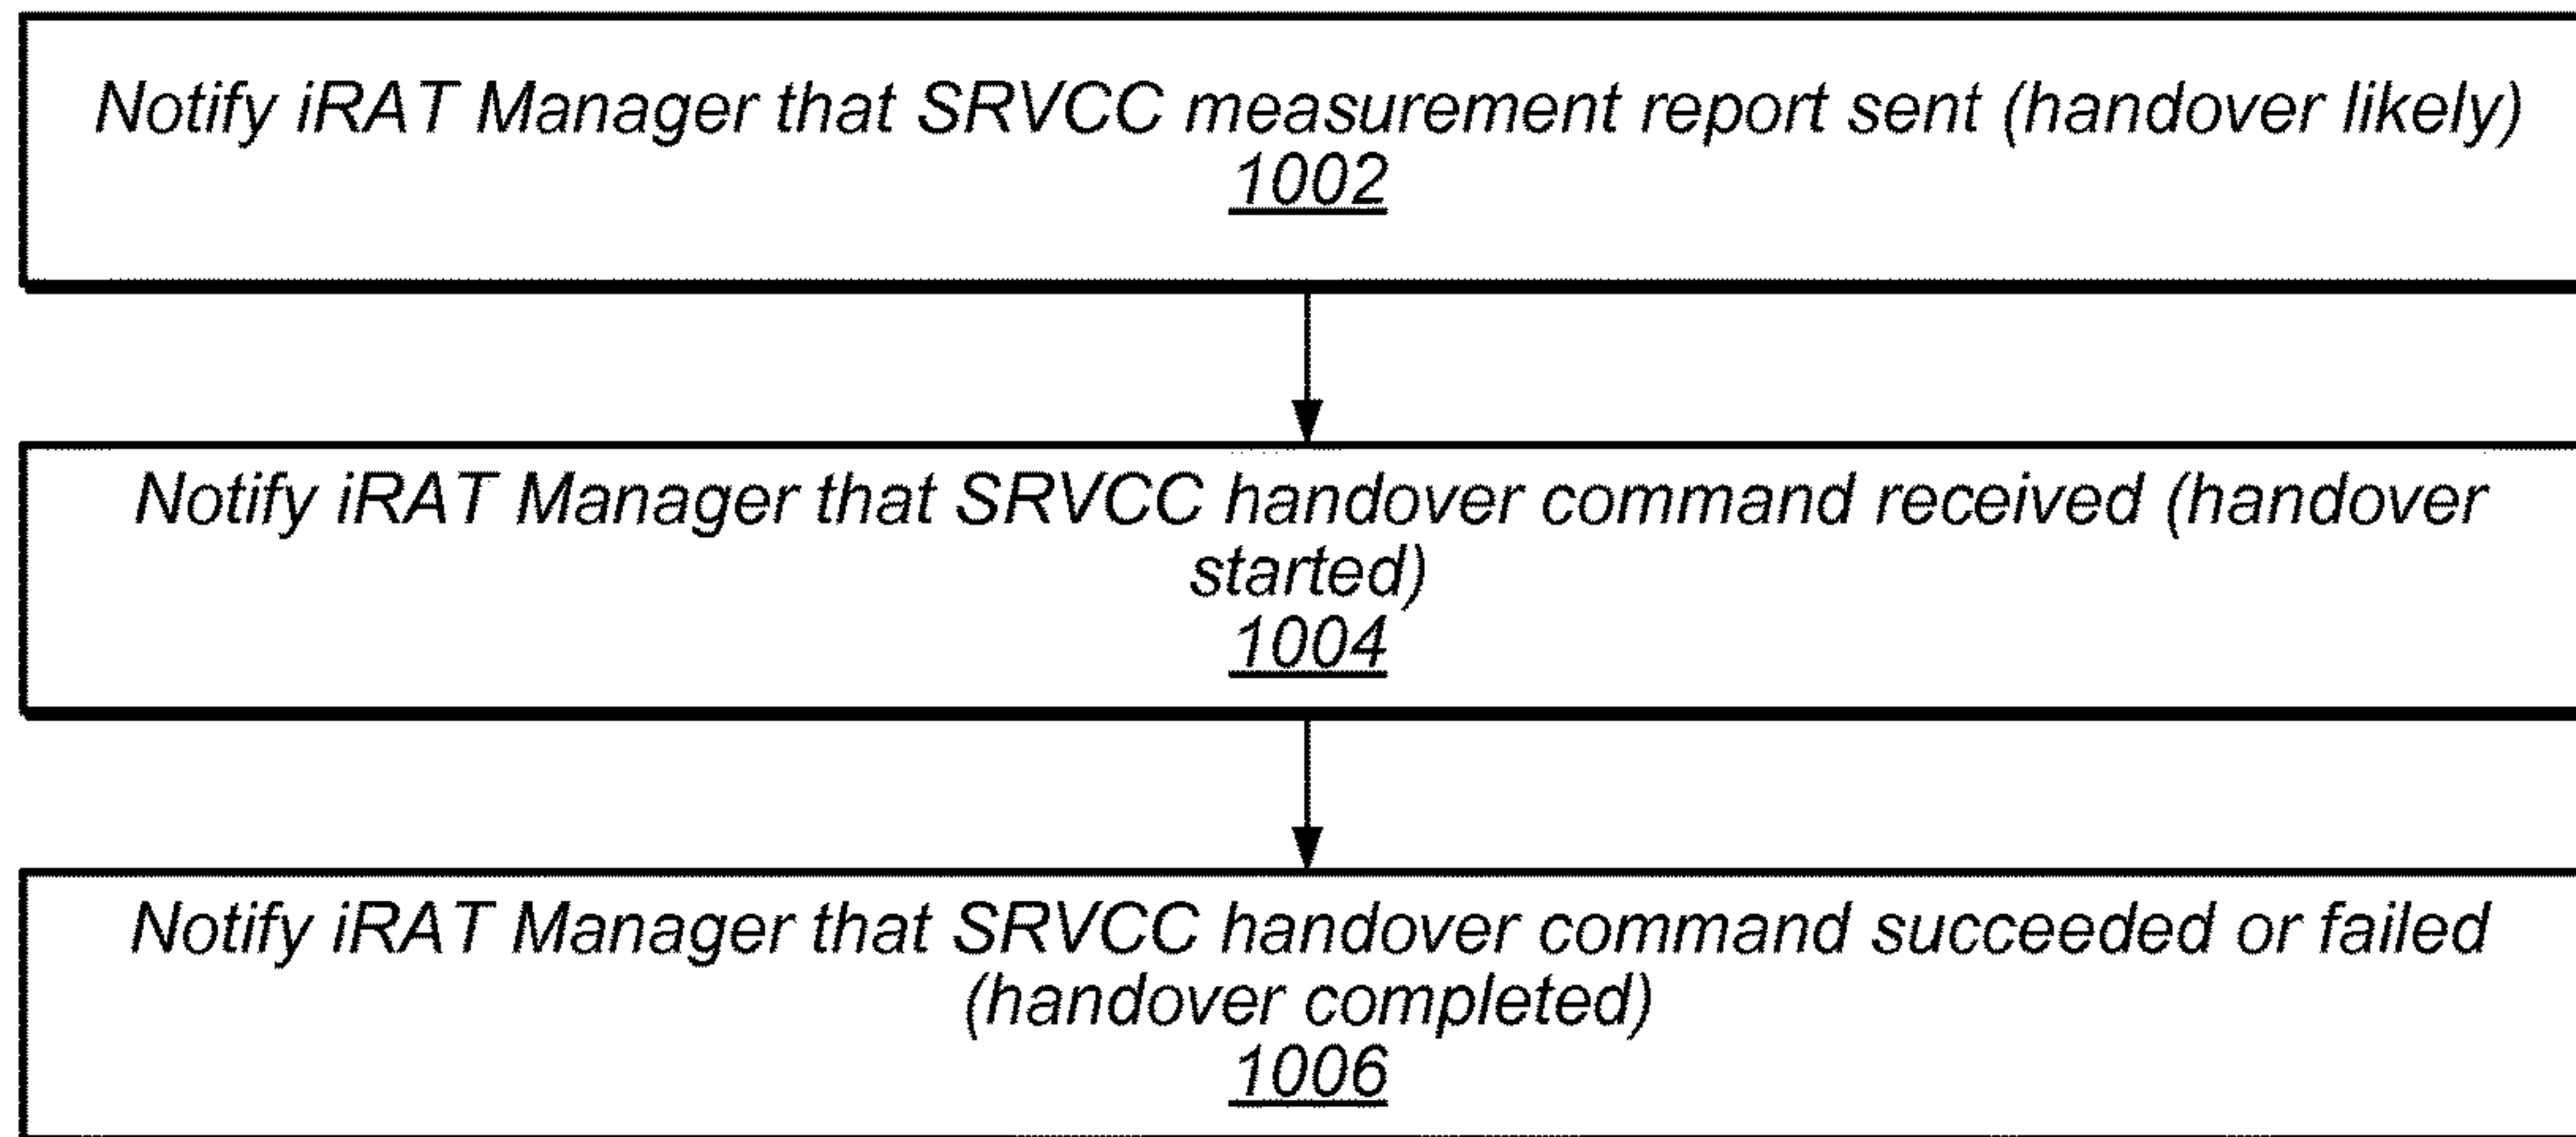 Notify iRAT Manager that SRVCC measurement report sent (handover likely)
1002
Notify iRAT Manager that SRVCC handover command received (handover
started)
1004
Notify iRAT Manager that SRVCC handover command succeeded or failed
(handover completed)
1006